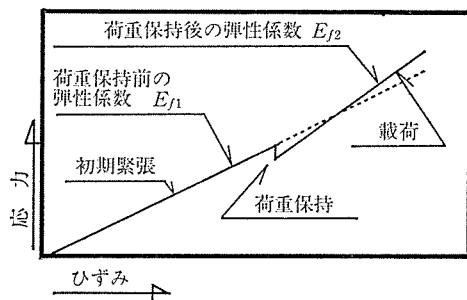 荷重保持後の弾性係数 E_{f2}
荷重保持前の
弾性係数 E_{f1}
載荷
初期緊張
荷重保持
応力
ひずみ